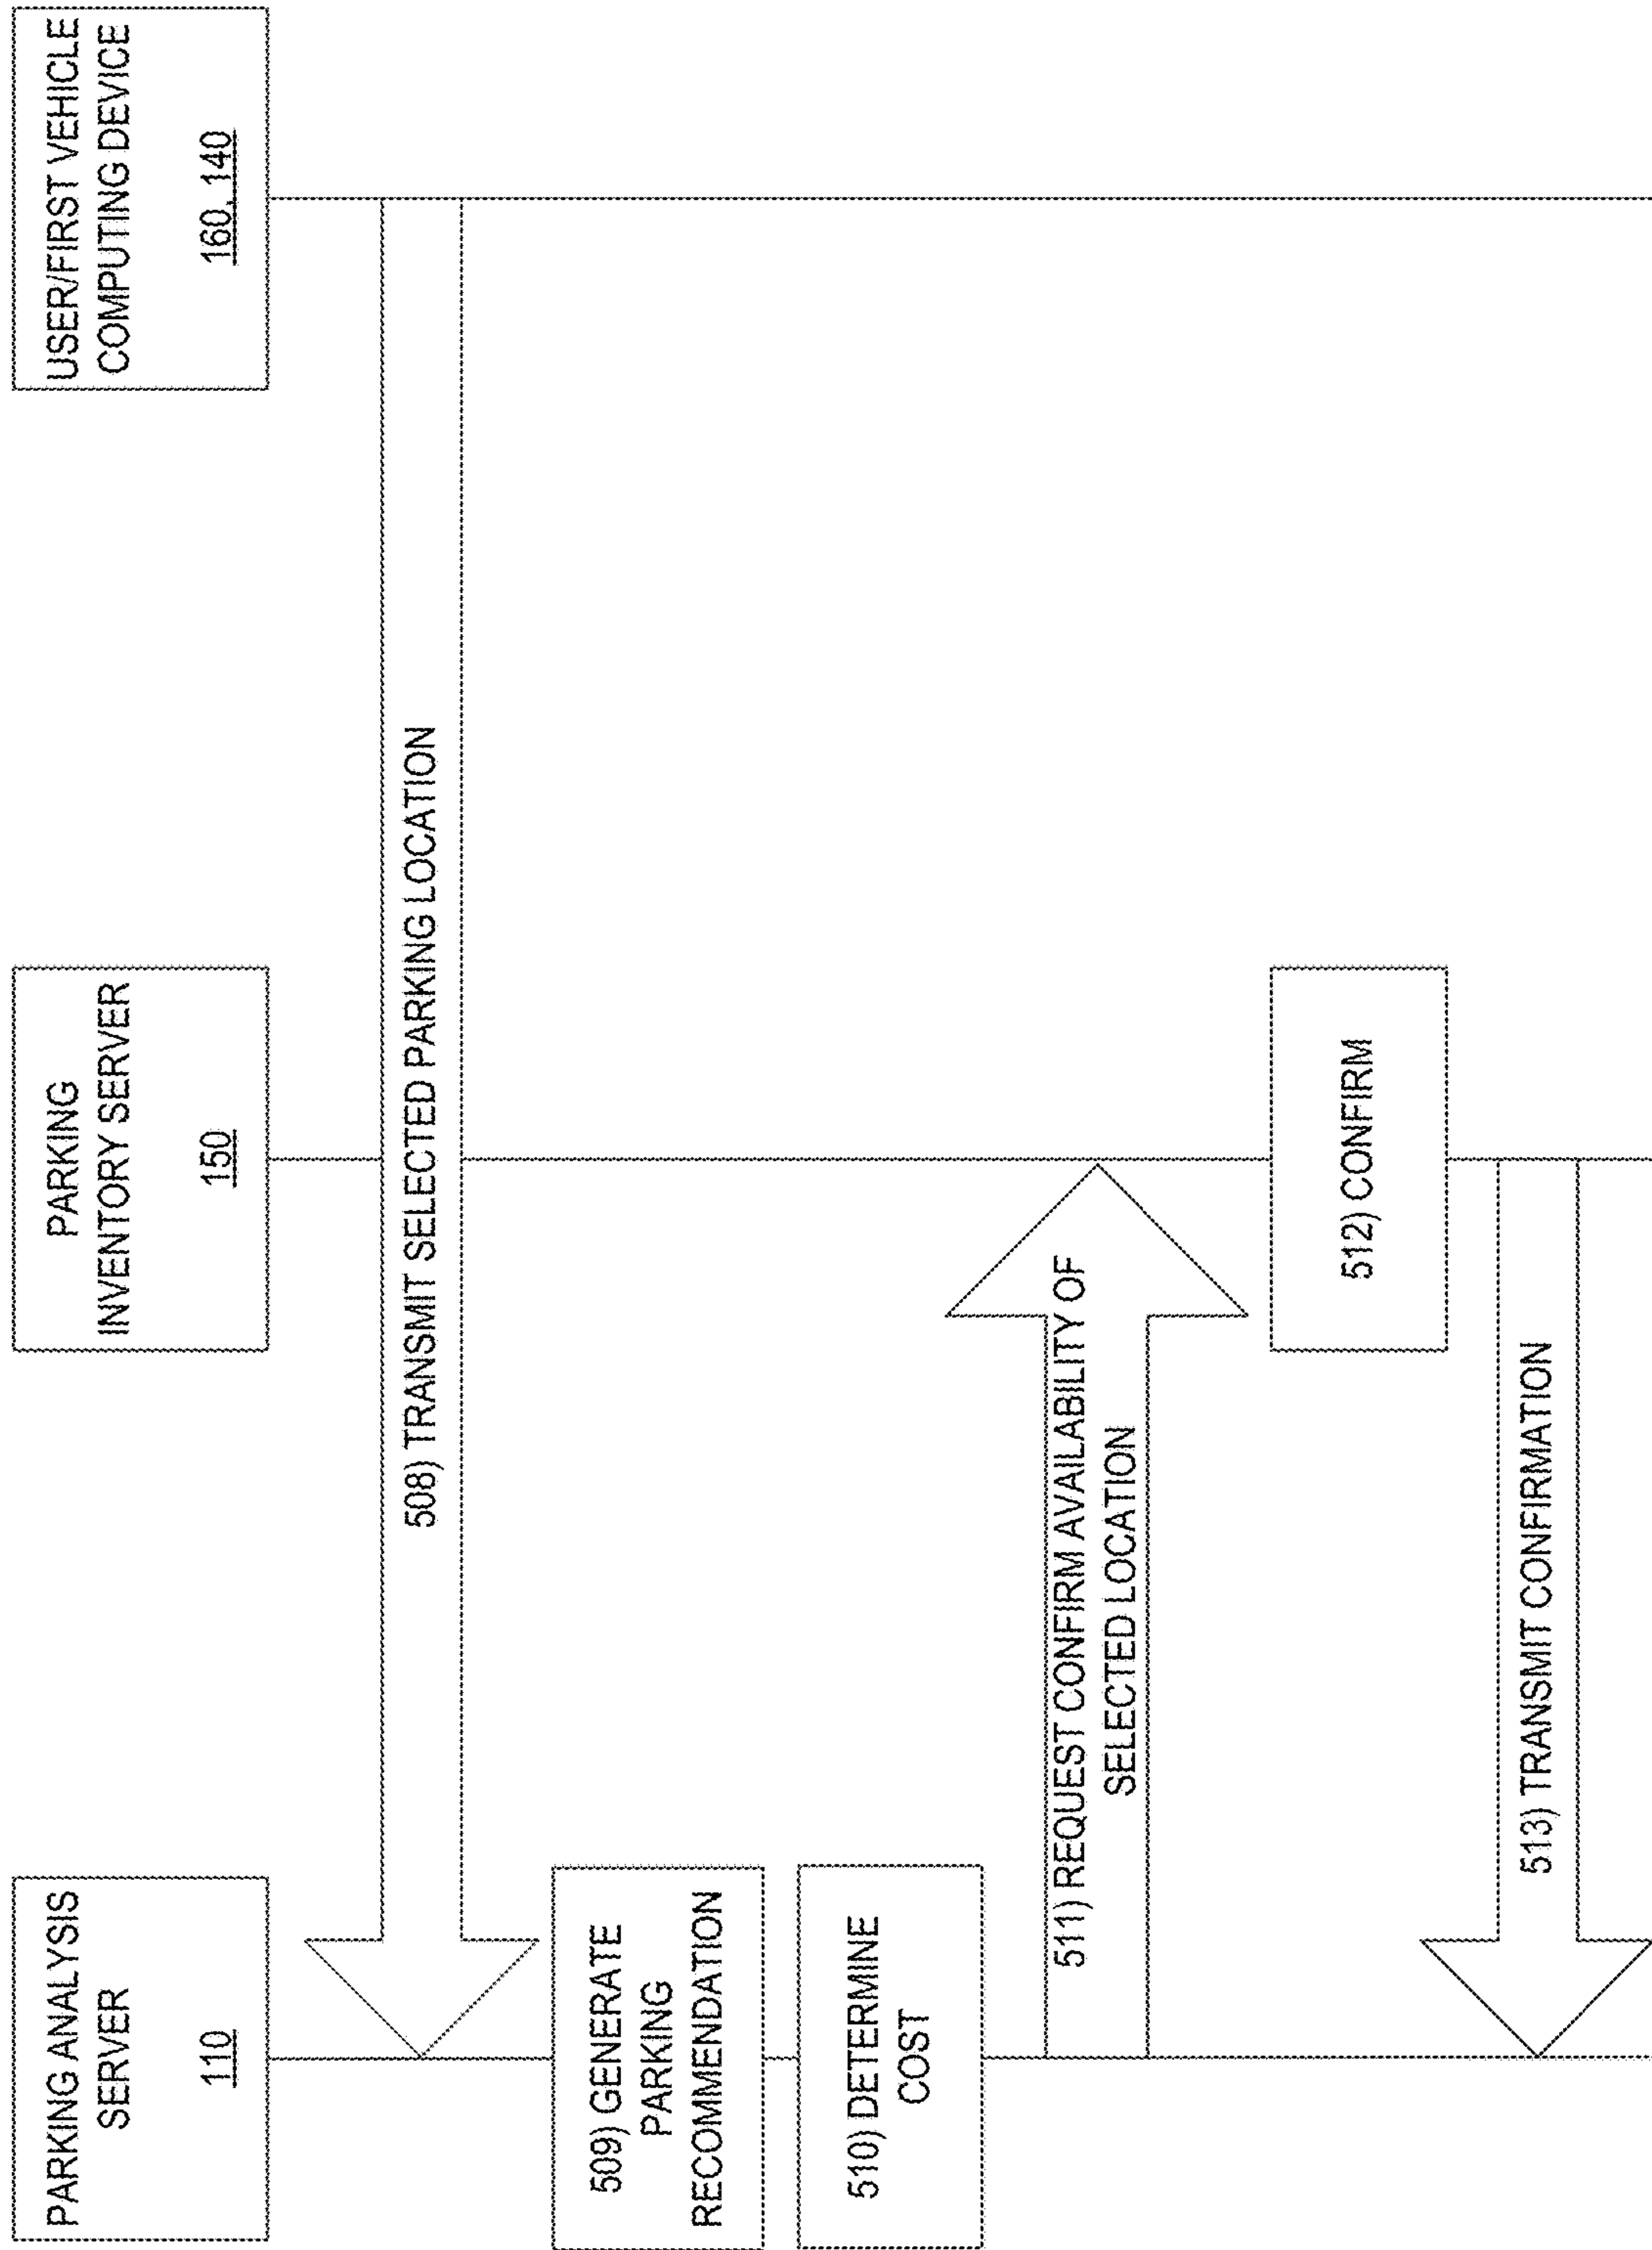 PARKING ANALYSIS
SERVER
110
PARKING
INVENTORY SERVER
150
USER/FIRST VEHICLE
COMPUTING DEVICE
160, 140
508) TRANSMIT SELECTED PARKING LOCATION
509) GENERATE
PARKING
RECOMMENDATION
510) DETERMINE
COST
511) REQUEST CONFIRM AVAILABILITY OF
SELECTED LOCATION
512) CONFIRM
513) TRANSMIT CONFIRMATION